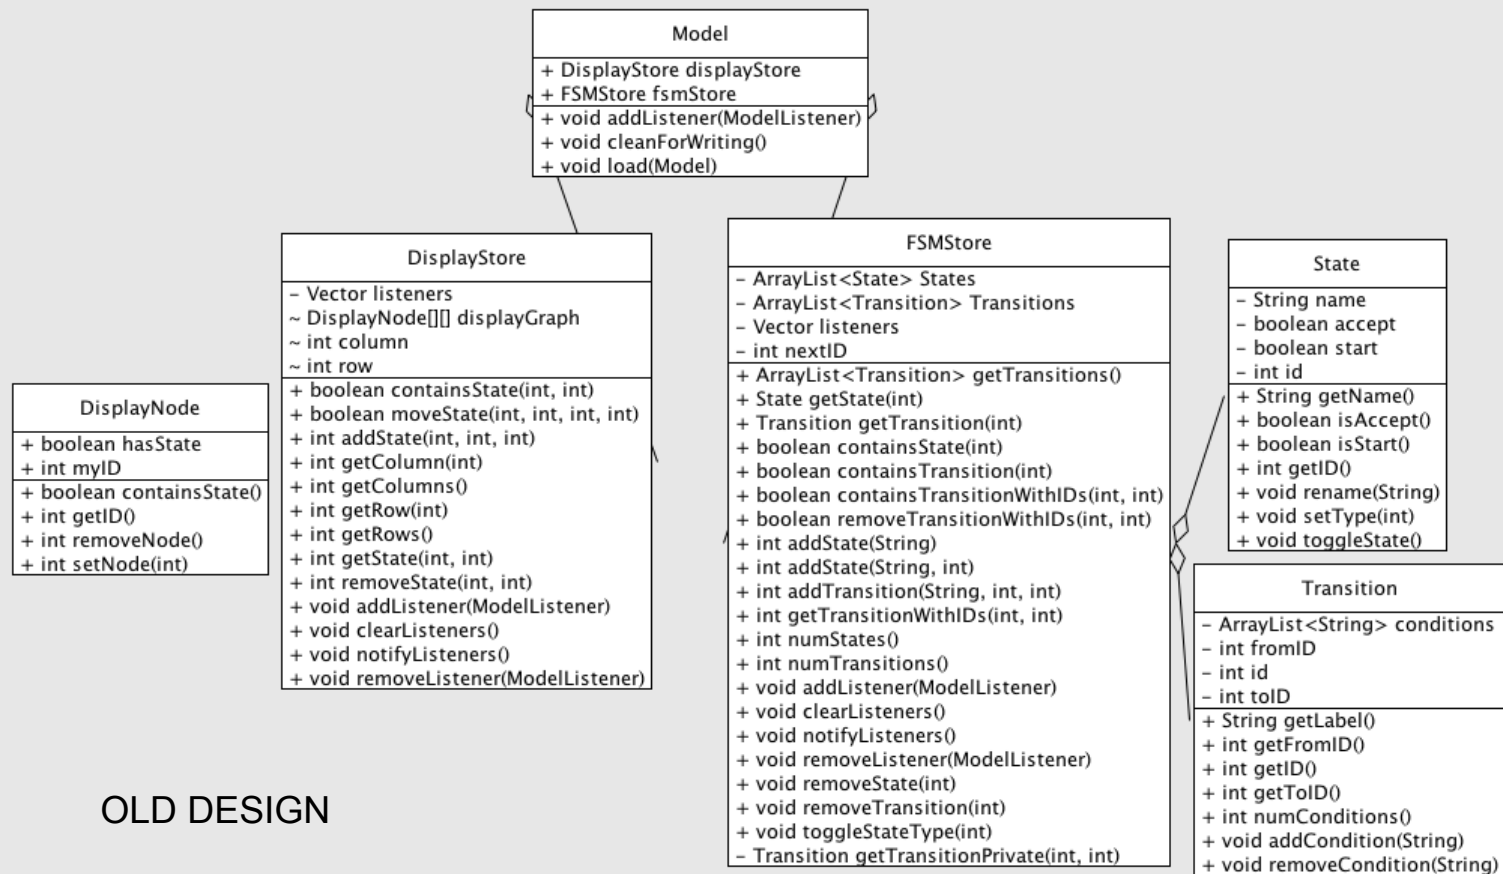 Model
+ DisplayStore displayStore
+ FSMStore fsmStore
+ void addListener(ModelListener)
+ void cleanForWriting()
+ void load(Model)
DisplayStore
- Vector listeners
~ DisplayNode[][] displayGraph
~ int column
~ int row
+ boolean containsState(int, int)
+ boolean moveState(int, int, int, int)
+ int addState(int, int, int)
+ int getColumn(int)
+ int getColumns()
+ int getRow(int)
+ int getRows()
+ int getState(int, int)
+ int removeState(int, int)
+ void addListener(ModelListener)
+ void clearListeners()
+ void notifyListeners()
+ void removeListener(ModelListener)
FSMStore
- ArrayList<State> States
- ArrayList<Transition> Transitions
- Vector listeners
- int nextID
+ ArrayList<Transition> getTransitions()
+ State getState(int)
+ Transition getTransition(int)
+ boolean containsState(int)
+ boolean containsTransition(int)
+ boolean containsTransitionWithIDs(int, int)
+ boolean removeTransitionWithIDs(int, int)
+ int addState(String)
+ int addState(String, int)
+ int addTransition(String, int, int)
+ int getTransitionWithIDs(int, int)
+ int numStates()
+ int numTransitions()
+ void addListener(ModelListener)
+ void clearListeners()
+ void notifyListeners()
+ void removeListener(ModelListener)
+ void removeState(int)
+ void removeTransition(int)
+ void toggleStateType(int)
- Transition getTransitionPrivate(int, int)
State
- String name
- boolean accept
- boolean start
- int id
+ String getName()
+ boolean isAccept()
+ boolean isStart()
+ int getID()
+ void rename(String)
+ void setType(int)
+ void toggleState()
DisplayNode
+ boolean hasState
+ int myID
+ boolean containsState()
+ int getID()
+ int removeNode()
+ int setNode(int)
Transition
- ArrayList<String> conditions
- int fromID
- int id
- int toID
+ String getLabel()
+ int getFromID()
+ int getID()
+ int getToID()
+ int numConditions()
+ void addCondition(String)
+ void removeCondition(String)
OLD DESIGN